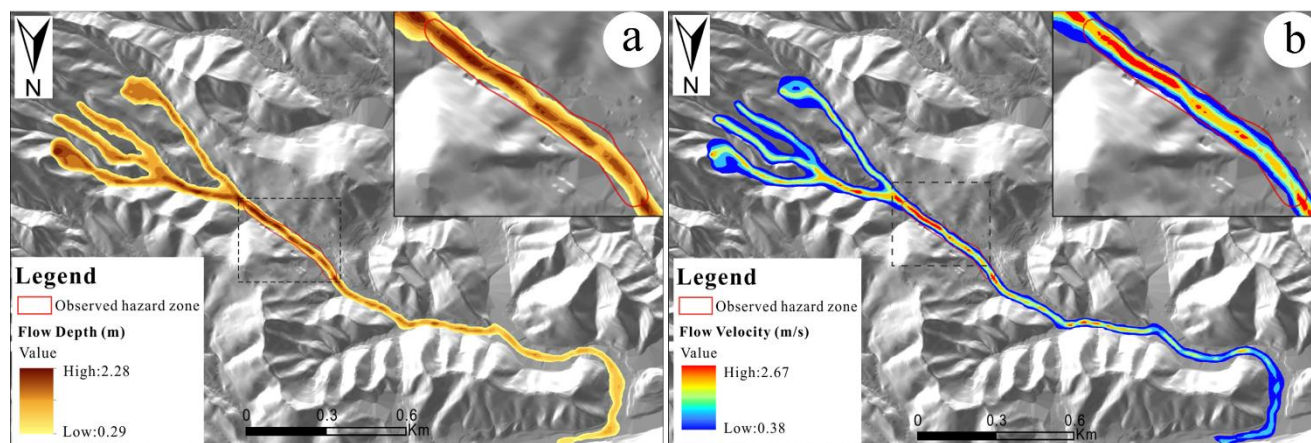 a
N
Legend
Observed hazard zone
Flow Depth (m)
Value
High:2.28
Low:0.29
0 0.3 0.6
Km
b
N
Legend
Observed hazard zone
Flow Velocity (m/s)
Value
High:2.67
Low:0.38
0 0.3 0.6
Km